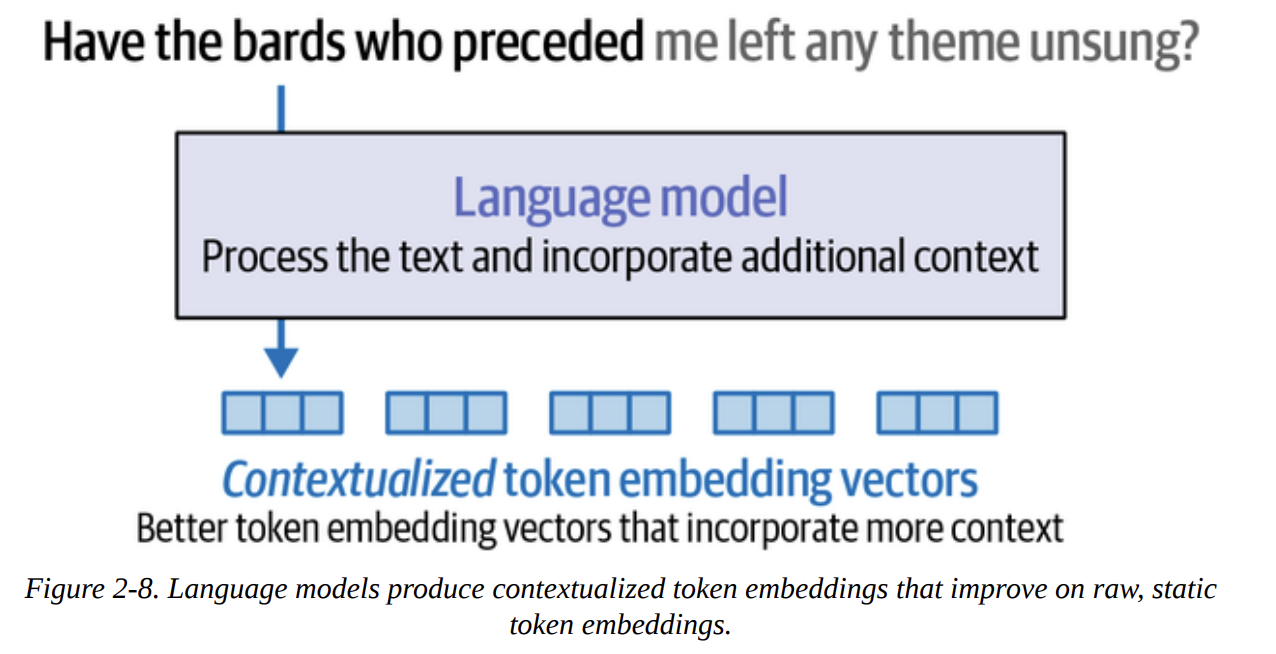 Have the bards who preceded me left any theme unsung?
Language model
Process the text and incorporate additional context
Contextualized token embedding vectors
Better token embedding vectors that incorporate more context
Figure 2-8. Language models produce contextualized token embeddings that improve on raw, static
token embeddings.